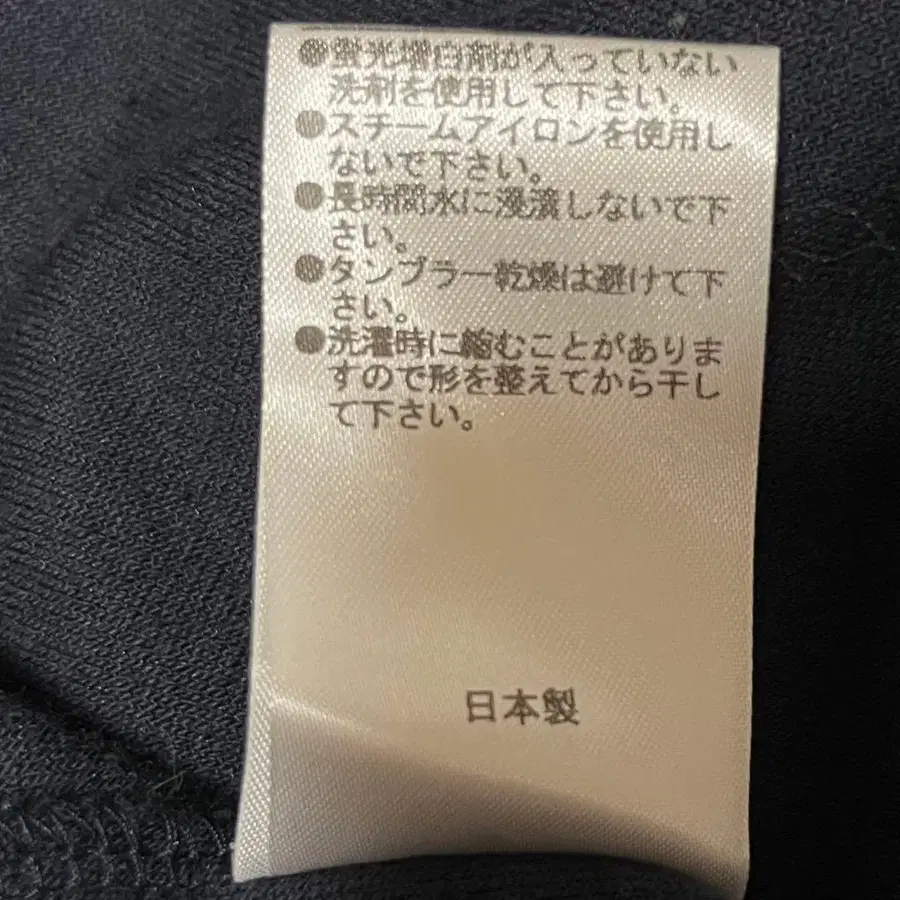 ●蛍光増白剤が入っていない
洗剤を使用して下さい。
●スチームアイロンを使用し
ないで下さい。
●長時間水に浸漬しないで下
さい。
●タンブラー乾燥は避けて下
さい。
●洗濯時に縮むことがありま
すので形を整えてから干し
て下さい。
日本製